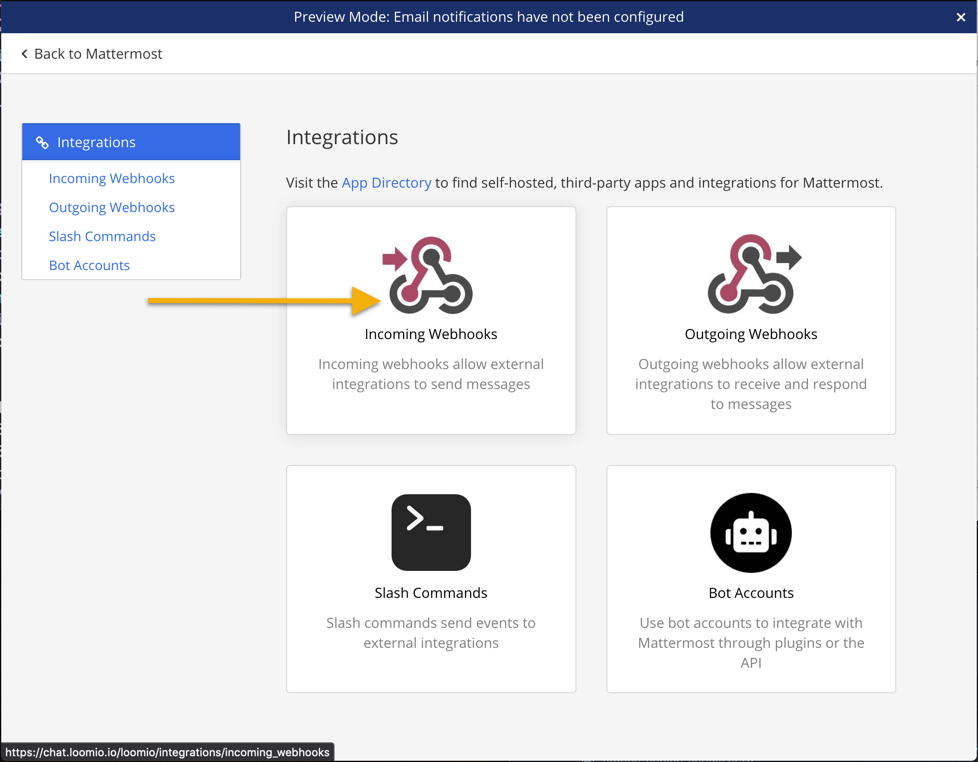 Preview Mode: Email notifications have not been configured
Back to Mattermost
Integrations
Incoming Webhooks
Outgoing Webhooks
Slash Commands
Bot Accounts
Integrations
Visit the App Directory to find self-hosted, third-party apps and integrations for Mattermost.
Incoming Webhooks
Incoming webhooks allow external
integrations to send messages
Outgoing Webhooks
Outgoing webhooks allow external
integrations to receive and respond
to messages
Slash Commands
Slash commands send events to
external integrations
Bot Accounts
Use bot accounts to integrate with
Mattermost through plugins or the
API
https://chat.loomio.io/loomio/integrations/incoming_webhooks